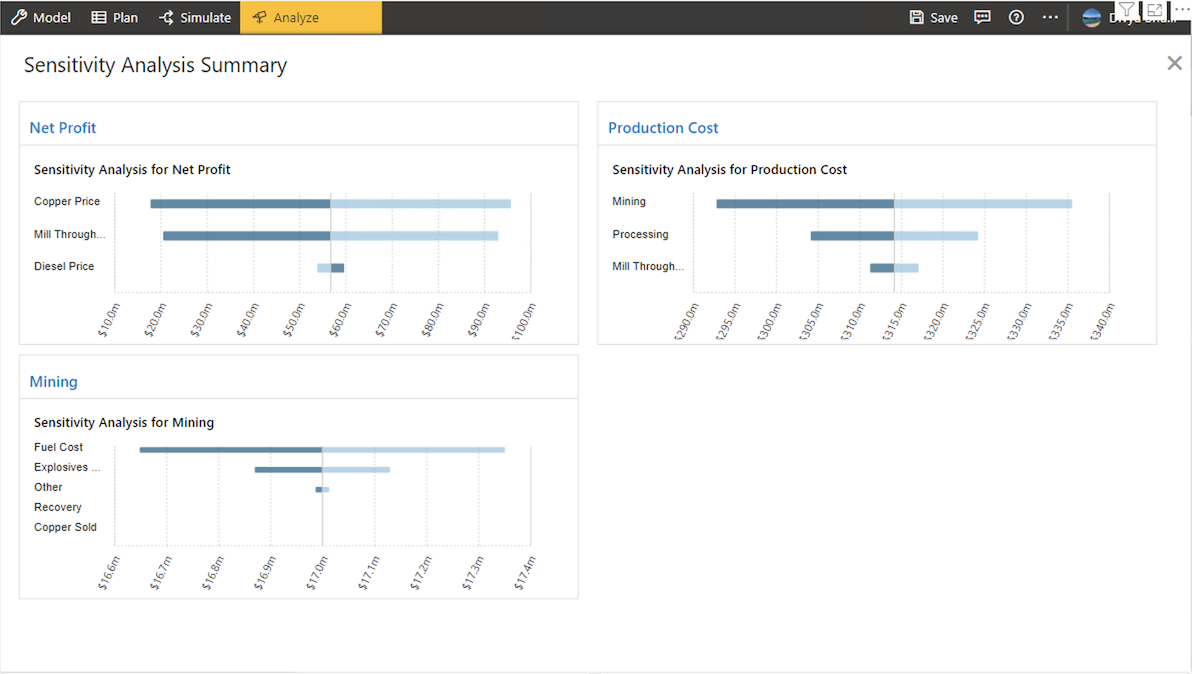 Model Plan Simulate Analyze Save
Sensitivity Analysis Summary
Net Profit
Sensitivity Analysis for Net Profit
Copper Price
Mill Through...
Diesel Price
$10.0m $20.0m $30.0m $40.0m $50.0m $60.0m $70.0m $80.0m $90.0m $100.0m
Production Cost
Sensitivity Analysis for Production Cost
Mining
Processing
Mill Through...
$290.0m $295.0m $300.0m $305.0m $310.0m $315.0m $320.0m $325.0m $330.0m $335.0m $340.0m
Mining
Sensitivity Analysis for Mining
Fuel Cost
Explosives ...
Other
Recovery
Copper Sold
$16.6m $16.7m $16.8m $16.9m $17.0m $17.1m $17.2m $17.3m $17.4m